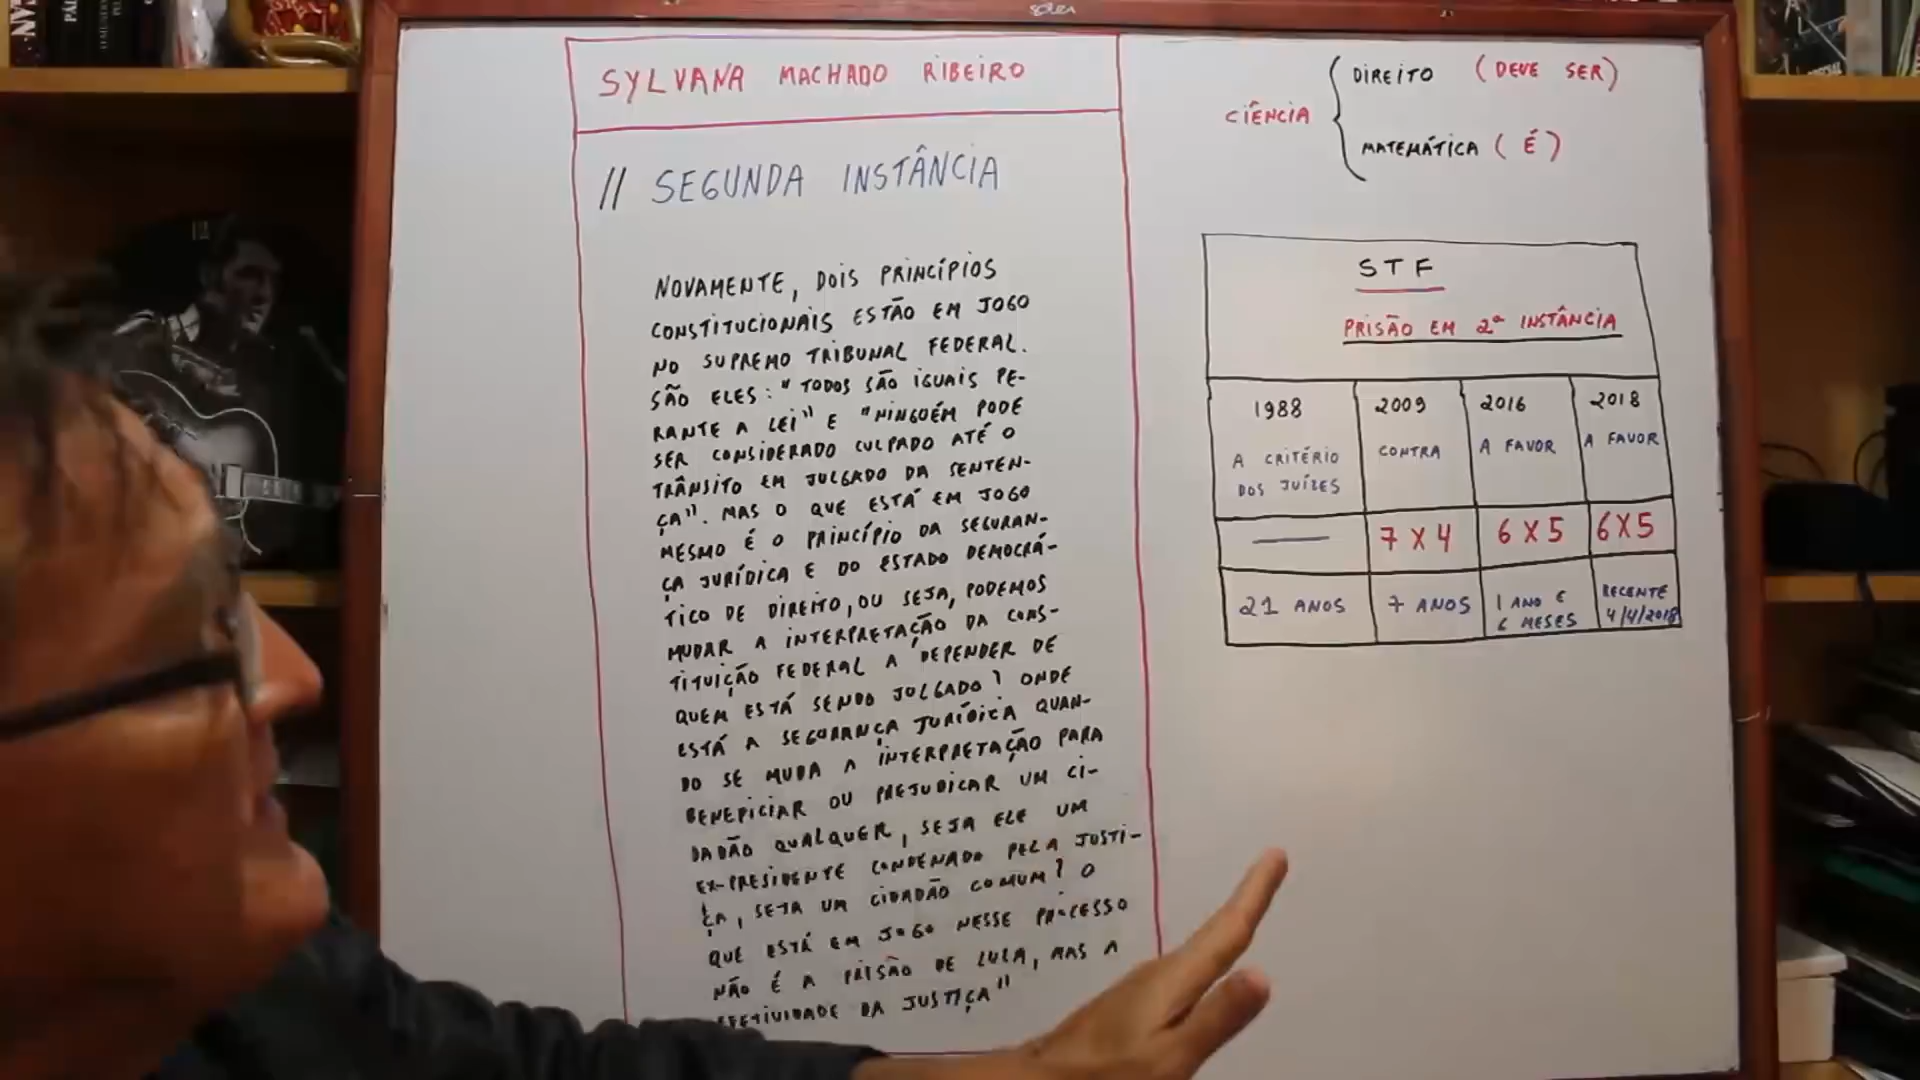 SYLVANA MACHADO RIBEIRO
// SEGUNDA INSTÂNCIA
NOVAMENTE, DOIS PRINCÍPIOS
CONSTITUCIONAIS ESTÃO EM JOGO
NO SUPREMO TRIBUNAL FEDERAL.
SÃO ELES: "TODOS SÃO IGUAIS PE-
RANTE A LEI" E "NINGUÉM PODE
SER CONSIDERADO CULPADO ATÉ O
TRÂNSITO EM JULGADO DA SENTEN-
ÇA". MAS O QUE ESTÁ EM JOGO
MESMO É O PRINCÍPIO DA SEGURAN-
ÇA JURÍDICA E DO ESTADO DEMOCRÁ-
TICO DE DIREITO, OU SEJA, PODEMOS
MUDAR A INTERPRETAÇÃO DA CONS-
TITUIÇÃO FEDERAL A DEPENDER DE
QUEM ESTÁ SENDO JULGADO? ONDE
ESTÁ A SEGURANÇA JURÍDICA QUAN-
DO SE MUDA A INTERPRETAÇÃO PARA
BENEFICIAR OU PREJUDICAR UM CI-
DADÃO QUALQUER, SEJA ELE UM
EX-PRESIDENTE CONDENADO PELA JUSTI-
ÇA, SEJA UM CIDADÃO COMUM? O
QUE ESTÁ EM JOGO NESSE PROCESSO
NÃO É A PRISÃO DE LULA, MAS A
EFETIVIDADE DA JUSTIÇA"
CIÊNCIA
DIREITO (DEVE SER)
MATEMÁTICA (É)
STF
PRISÃO EM 2ª INSTÂNCIA
1988 2009 2016 2018
A CRITÉRIO CONTRA A FAVOR A FAVOR
DOS JUÍZES
7 X 4 6 X 5 6 X 5
21 ANOS 7 ANOS 1 ANO E RECENTE
6 MESES 4/4/2018